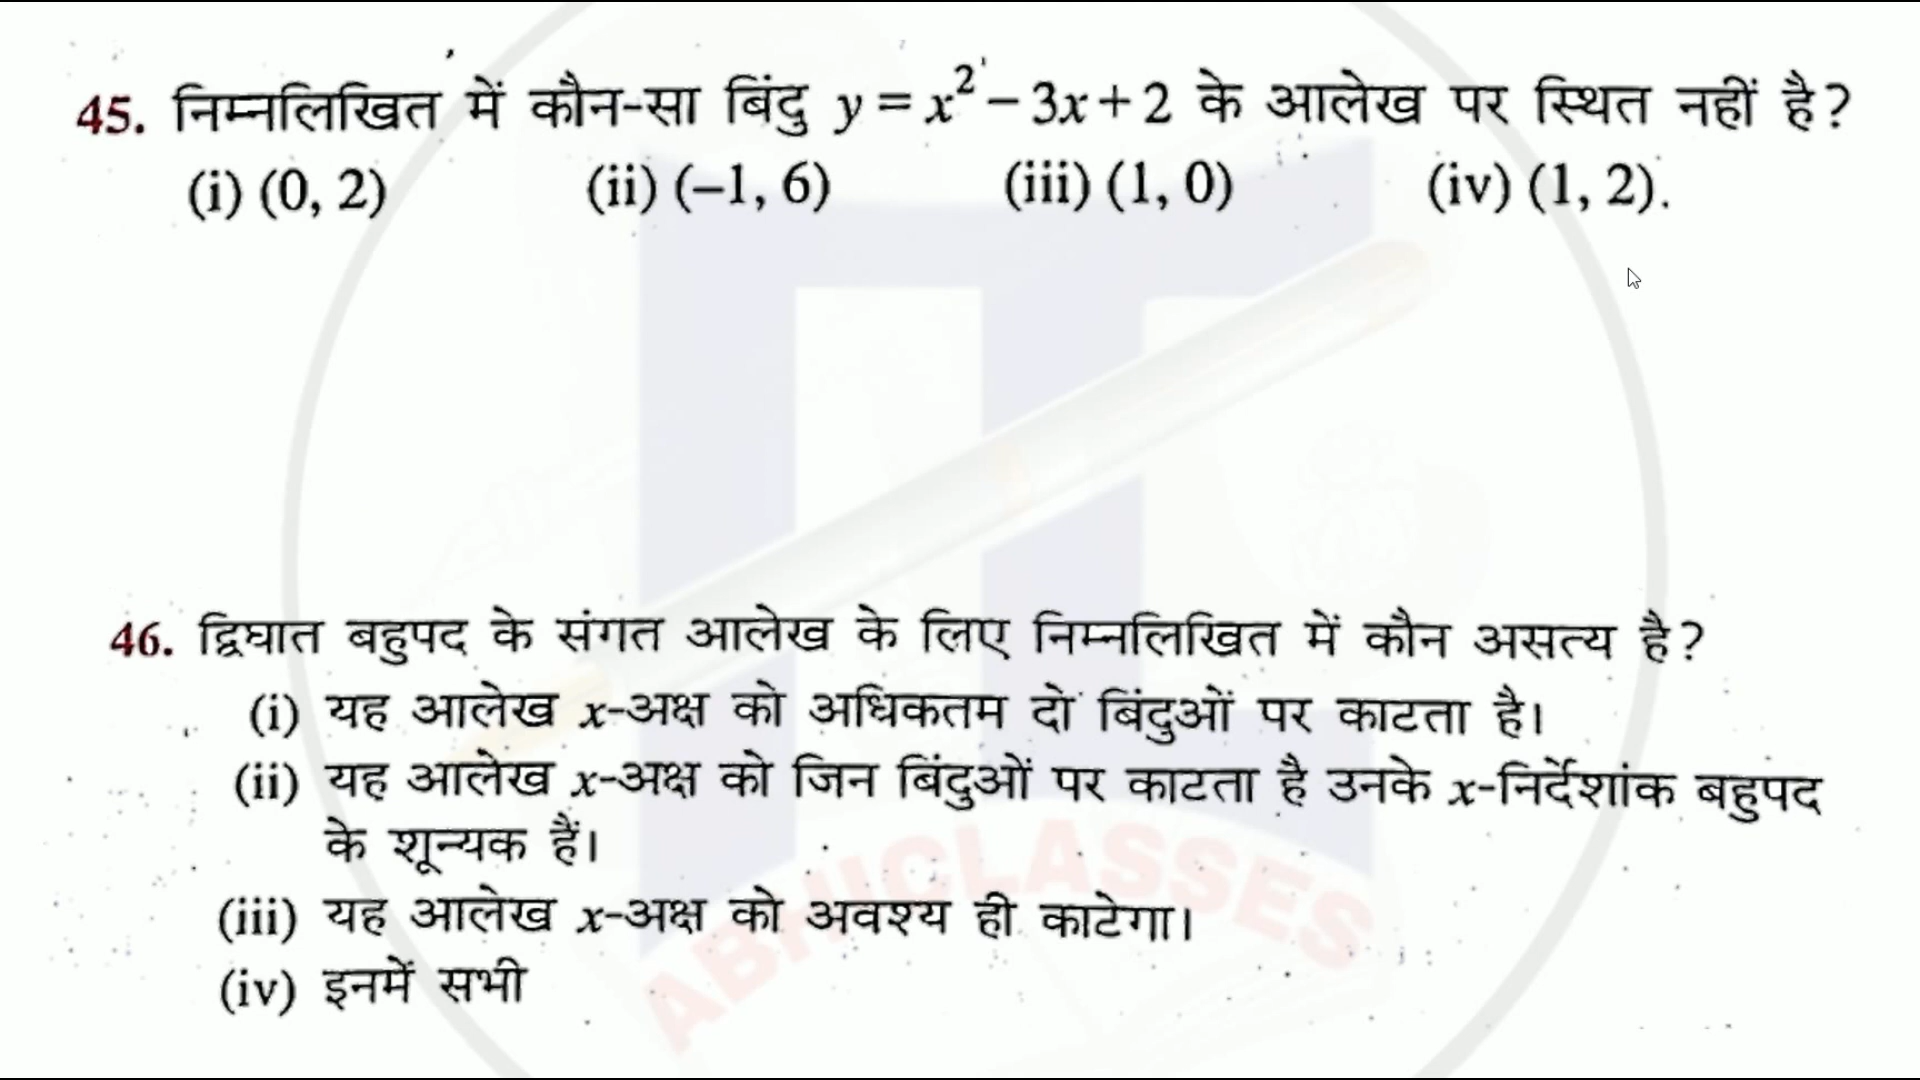 45. निम्नलिखित में कौन-सा बिंदु y = x² − 3x + 2 के आलेख पर स्थित नहीं है?
(i) (0, 2) (ii) (−1, 6) (iii) (1, 0) (iv) (1, 2).
46. द्विघात बहुपद के संगत आलेख के लिए निम्नलिखित में कौन असत्य है?
(i) यह आलेख x-अक्ष को अधिकतम दो बिंदुओं पर काटता है।
(ii) यह आलेख x-अक्ष को जिन बिंदुओं पर काटता है उनके x-निर्देशांक बहुपद
के शून्यक हैं।
(iii) यह आलेख x-अक्ष को अवश्य ही काटेगा।
(iv) इनमें सभी
ABHICLASSES